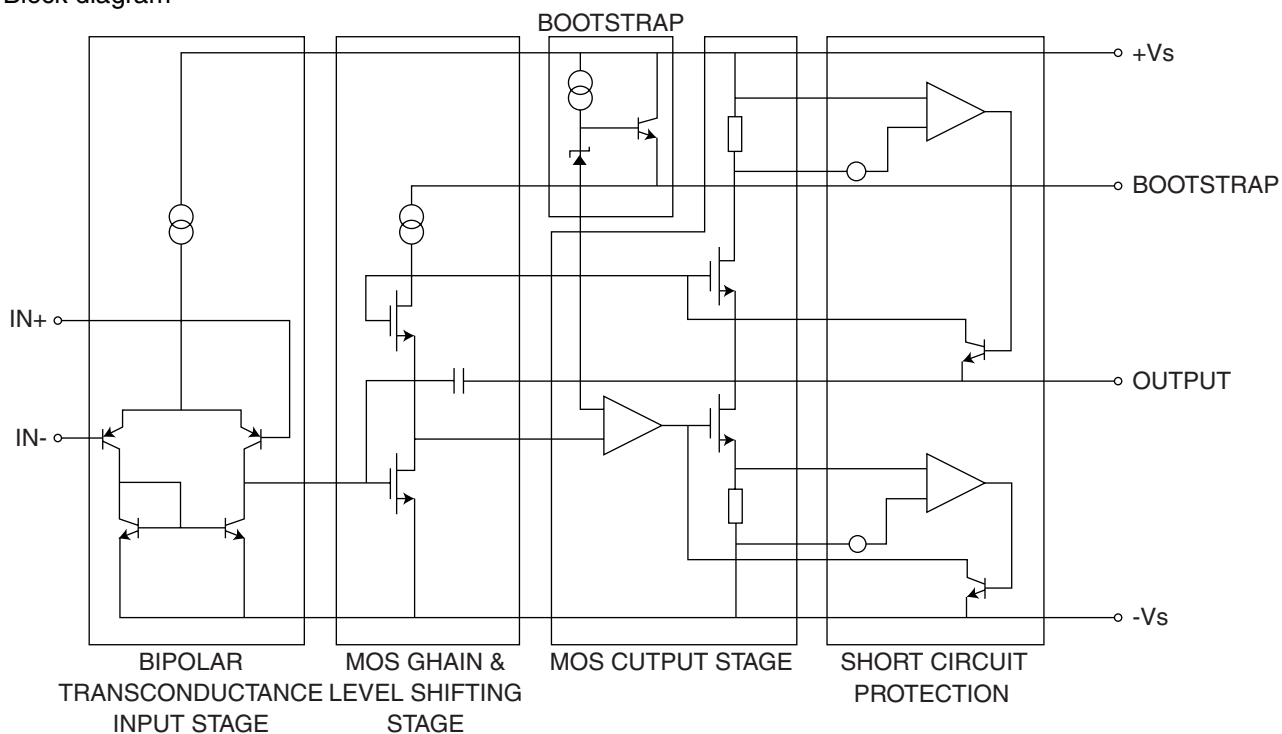 Block diagram
BOOTSTRAP
+Vs
BOOTSTRAP
IN+
OUTPUT
IN-
-Vs
BIPOLAR
TRANSCONDUCTANCE
INPUT STAGE
MOS GHAIN &
LEVEL SHIFTING
STAGE
MOS CUTPUT STAGE
SHORT CIRCUIT
PROTECTION